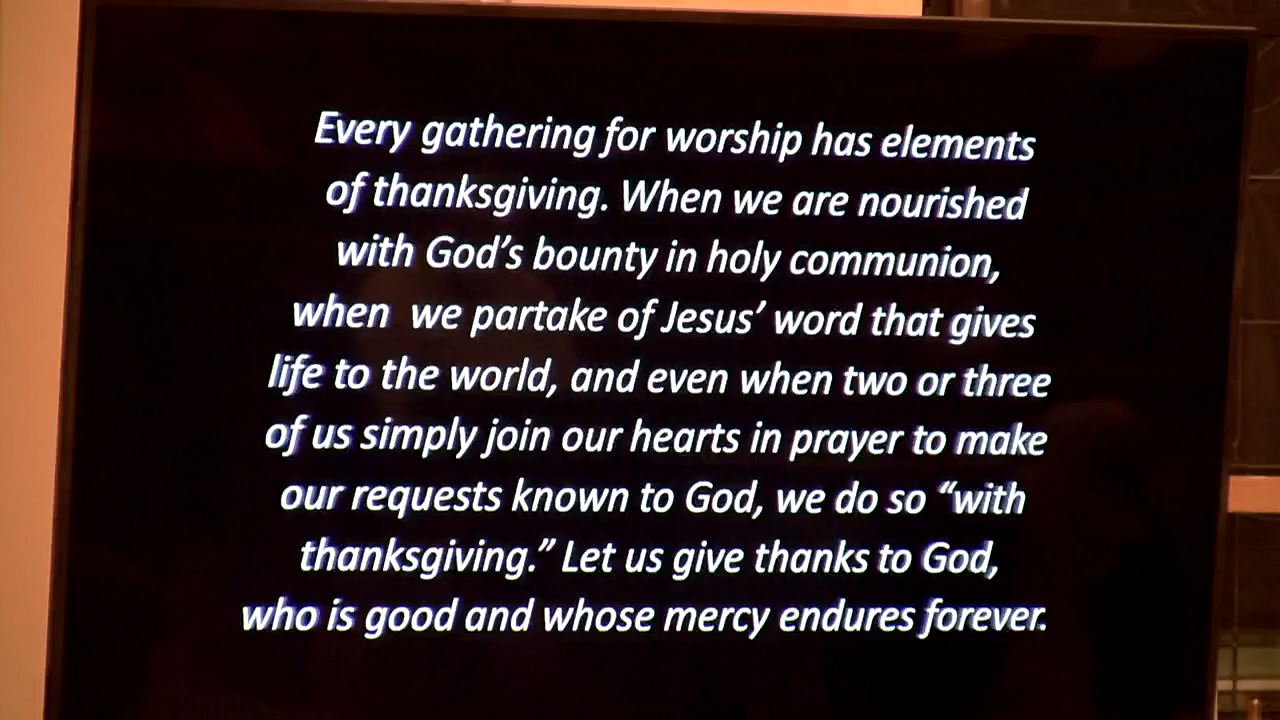 Every gathering for worship has elements
of thanksgiving. When we are nourished
with God’s bounty in holy communion,
when  we partake of Jesus’ word that gives
life to the world, and even when two or three
of us simply join our hearts in prayer to make
our requests known to God, we do so “with
thanksgiving.” Let us give thanks to God,
who is good and whose mercy endures forever.